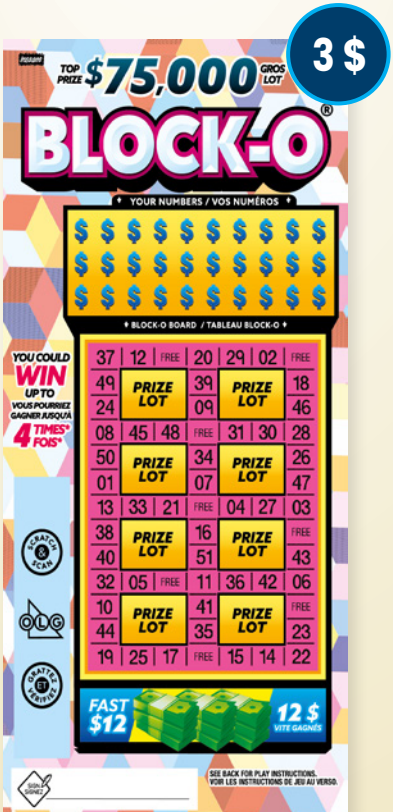 3 $
INSTANT
TOP PRIZE $75,000 GROS LOT
BLOCK-O®
YOUR NUMBERS / VOS NUMÉROS
$ $ $ $ $ $ $ $ $ $
$ $ $ $ $ $ $ $ $ $
$ $ $ $ $ $ $ $ $ $
BLOCK-O BOARD / TABLEAU BLOCK-O
YOU COULD
WIN
UP TO
VOUS POURRIEZ
GAGNER JUSQU'À
4 TIMES*
FOIS*
37 12 FREE 20 29 02 FREE
49 PRIZE LOT 39 PRIZE LOT 18
24 09 46
08 45 48 FREE 31 30 28
50 PRIZE LOT 34 PRIZE LOT 26
01 07 47
13 33 21 FREE 04 27 03
38 PRIZE LOT 16 PRIZE LOT FREE
40 51 43
32 05 FREE 11 36 42 06
10 PRIZE LOT 41 PRIZE LOT FREE
44 35 23
19 25 17 FREE 15 14 22
SCRATCH & SCAN
OLG
GRATTEZ ET VÉRIFIEZ
FAST
$12
12 $
VITE GAGNÉS
SIGN
SIGNEZ
SEE BACK FOR PLAY INSTRUCTIONS.
VOIR LES INSTRUCTIONS DE JEU AU VERSO.